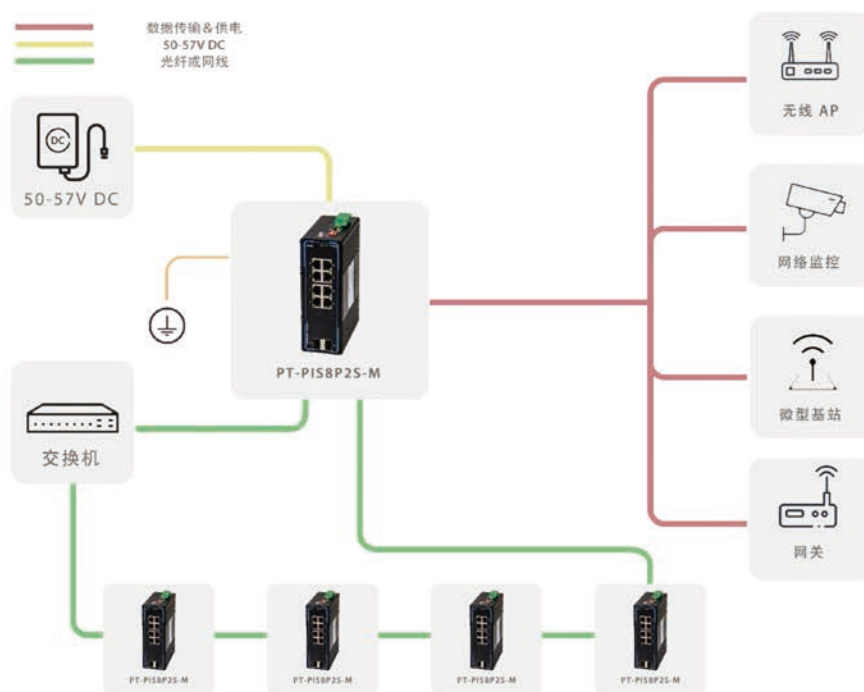 数据传输&供电
50-57V DC
光纤或网线
DC
50-57V DC
无线 AP
网络监控
PT-PIS8P2S-M
微型基站
交换机
网关
PT-PIS8P2S-M
PT-PIS8P2S-M
PT-PIS8P2S-M
PT-PIS8P2S-M